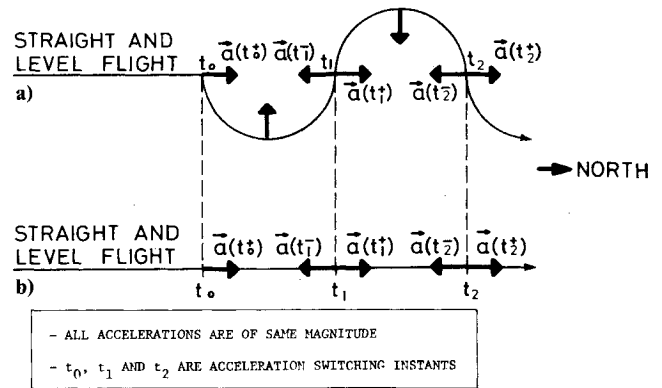 STRAIGHT AND
LEVEL FLIGHT
a)
t₀
a⃗(t₀⁺)
a⃗(t₁⁻)
t₁
a⃗(t₁⁺)
a⃗(t₂⁻)
t₂
a⃗(t₂⁺)
NORTH
STRAIGHT AND
LEVEL FLIGHT
b)
a⃗(t₀⁺)
a⃗(t₁⁻)
a⃗(t₁⁺)
a⃗(t₂⁻)
a⃗(t₂⁺)
t₀
t₁
t₂
- ALL ACCELERATIONS ARE OF SAME MAGNITUDE
- t₀, t₁ AND t₂ ARE ACCELERATION SWITCHING INSTANTS